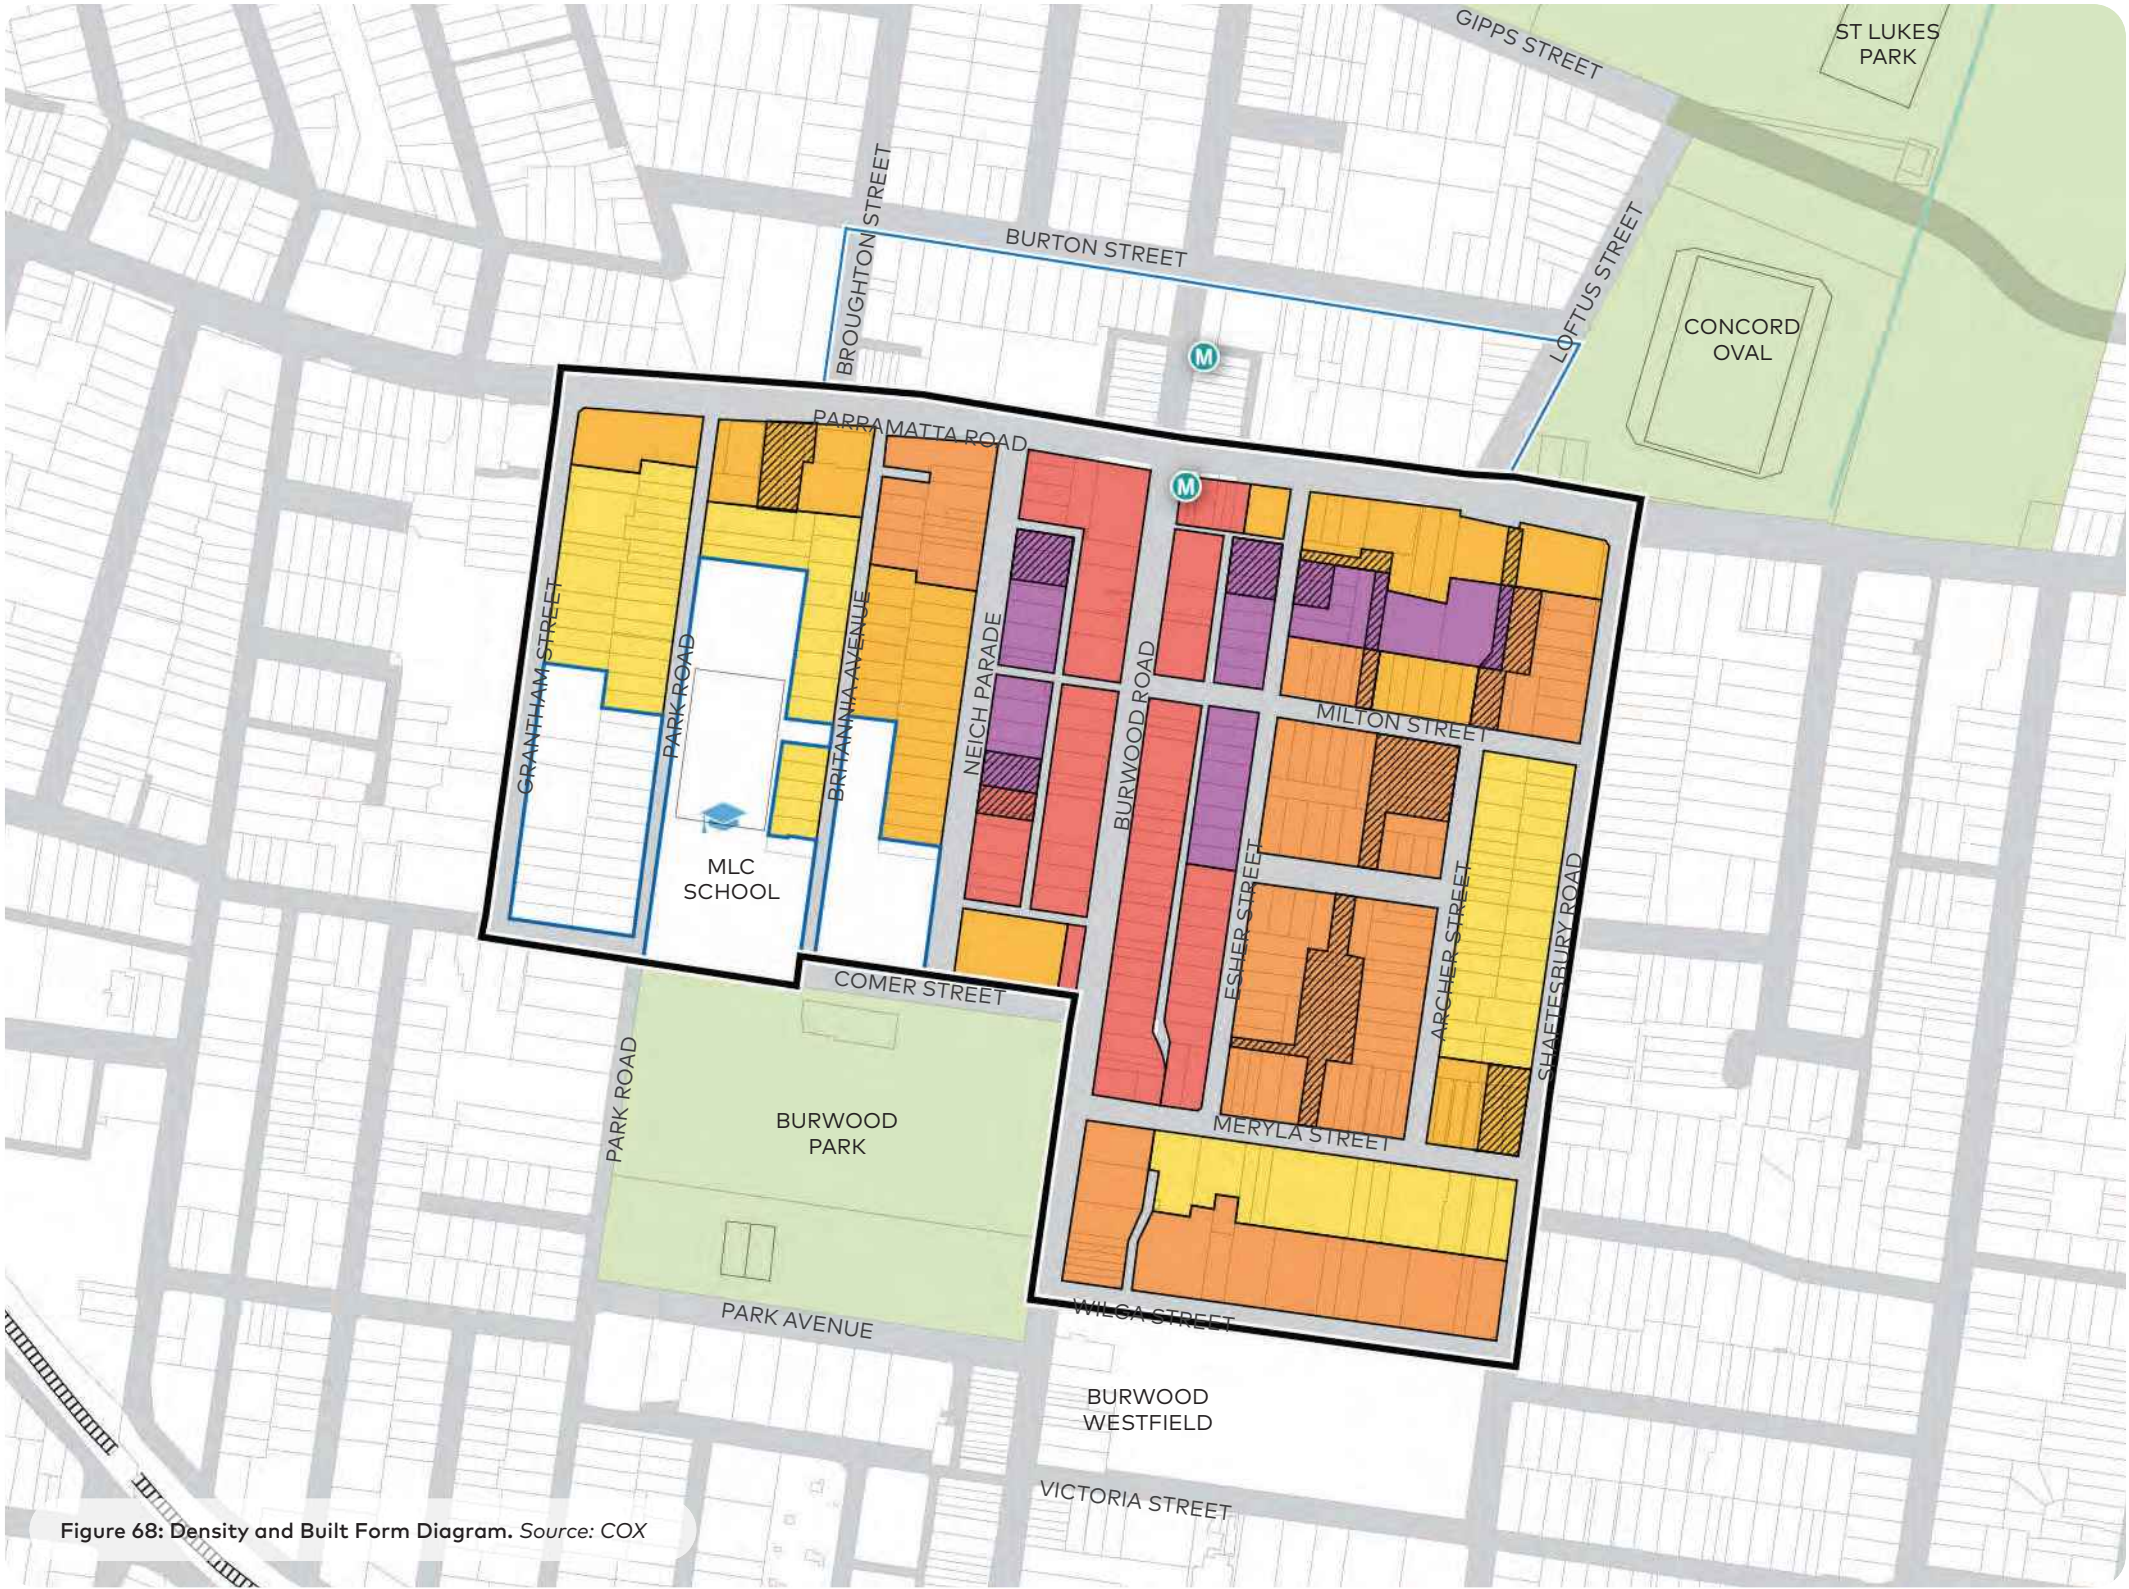 GIPPS STREET
ST LUKES
PARK
BROUGHTON STREET
BURTON STREET
LOFTUS STREET
CONCORD
OVAL
M
PARRAMATTA ROAD
M
GRANTHAM STREET
PARK ROAD
BRITANNIA AVENUE
NEICH PARADE
BURWOOD ROAD
MILTON STREET
MLC
SCHOOL
ESHER STREET
ARCHER STREET
SHAFTESBURY ROAD
COMER STREET
PARK ROAD
BURWOOD
PARK
MERYLA STREET
PARK AVENUE
WILGA STREET
BURWOOD
WESTFIELD
VICTORIA STREET
Figure 68: Density and Built Form Diagram. Source: COX